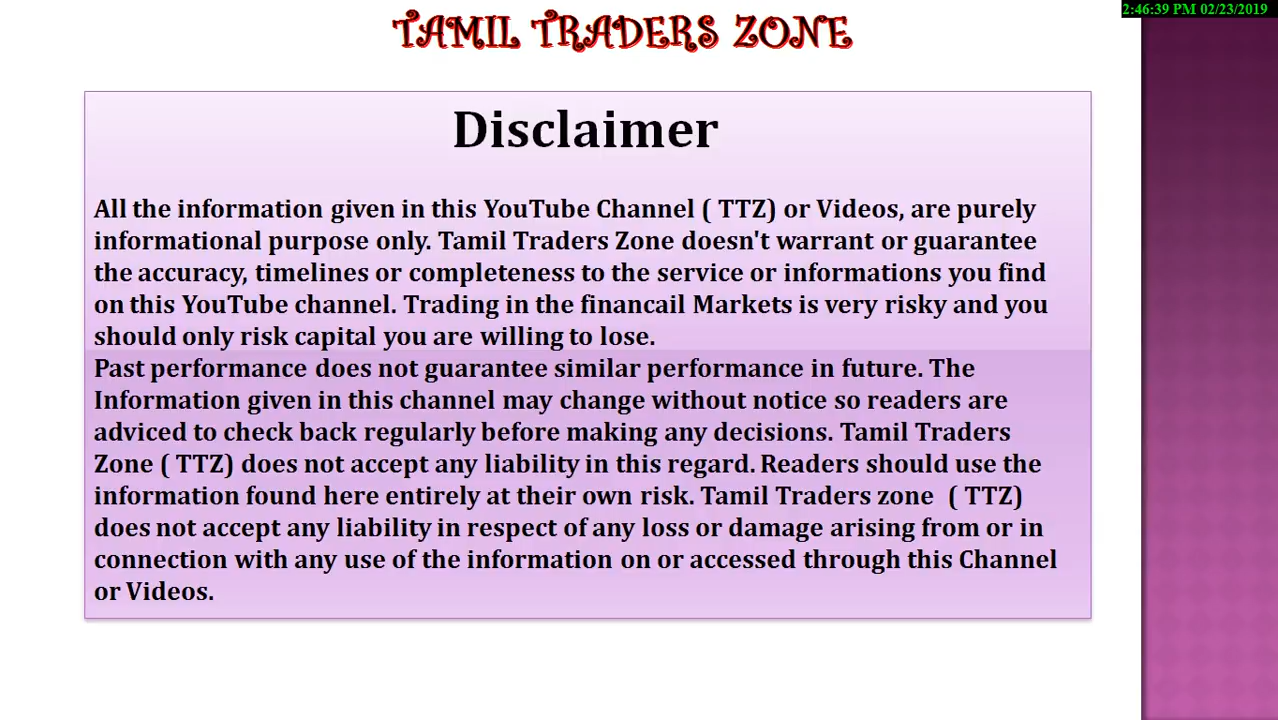 2:46:39 PM 02/23/2019
TAMIL TRADERS ZONE
Disclaimer
All the information given in this YouTube Channel ( TTZ) or Videos, are purely
informational purpose only. Tamil Traders Zone doesn't warrant or guarantee
the accuracy, timelines or completeness to the service or informations you find
on this YouTube channel. Trading in the financail Markets is very risky and you
should only risk capital you are willing to lose.
Past performance does not guarantee similar performance in future. The
Information given in this channel may change without notice so readers are
adviced to check back regularly before making any decisions. Tamil Traders
Zone ( TTZ) does not accept any liability in this regard. Readers should use the
information found here entirely at their own risk. Tamil Traders zone  ( TTZ)
does not accept any liability in respect of any loss or damage arising from or in
connection with any use of the information on or accessed through this Channel
or Videos.